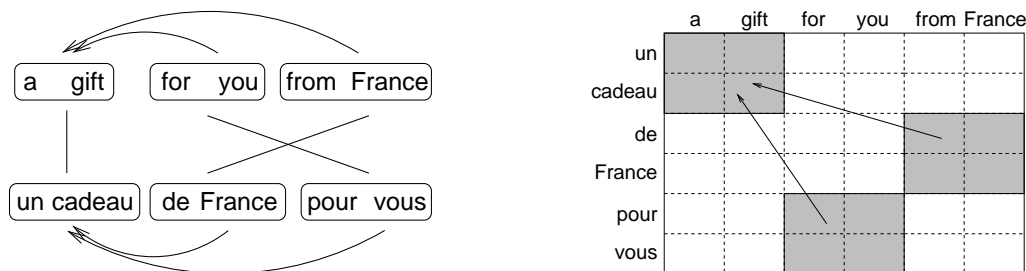 a gift for you from France
un cadeau de France pour vous
a gift for you from France
un
cadeau
de
France
pour
vous